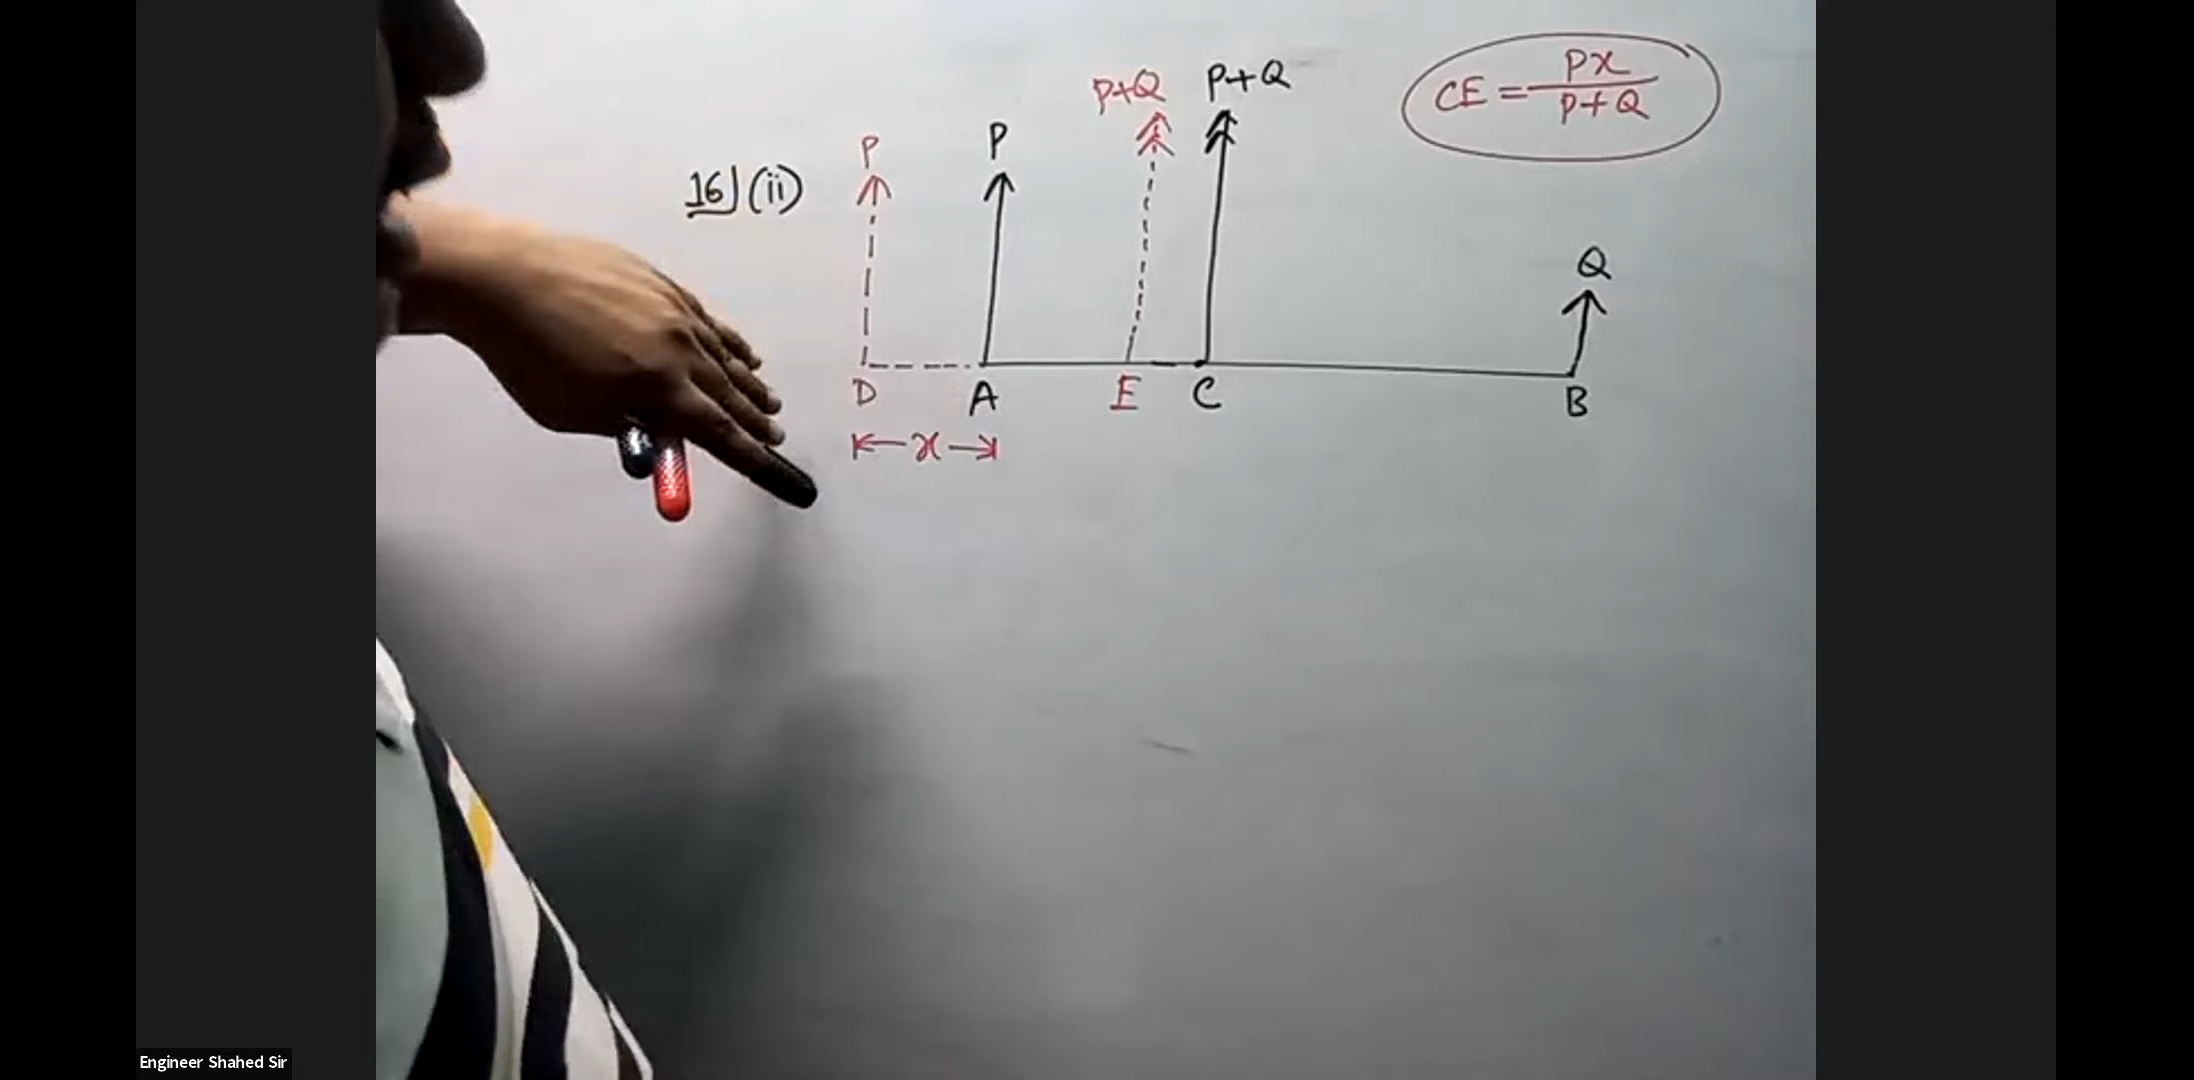 CE = Px / P+Q
P+Q P+Q
P P
16) (ii)
Q
D A E C B
x
Engineer Shahed Sir